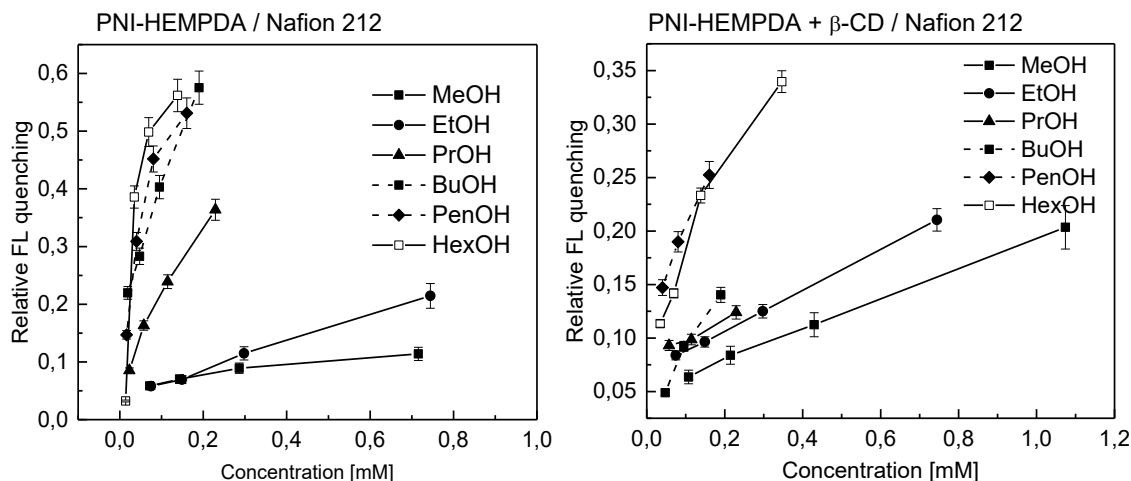 PNI-HEMPDA / Nafion 212
Relative FL quenching
0,6
0,5
0,4
0,3
0,2
0,1
0,0
MeOH
EtOH
PrOH
BuOH
PenOH
HexOH
0,0 0,2 0,4 0,6 0,8 1,0
Concentration [mM]
PNI-HEMPDA + β-CD / Nafion 212
Relative FL quenching
0,35
0,30
0,25
0,20
0,15
0,10
0,05
MeOH
EtOH
PrOH
BuOH
PenOH
HexOH
0,0 0,2 0,4 0,6 0,8 1,0 1,2
Concentration [mM]